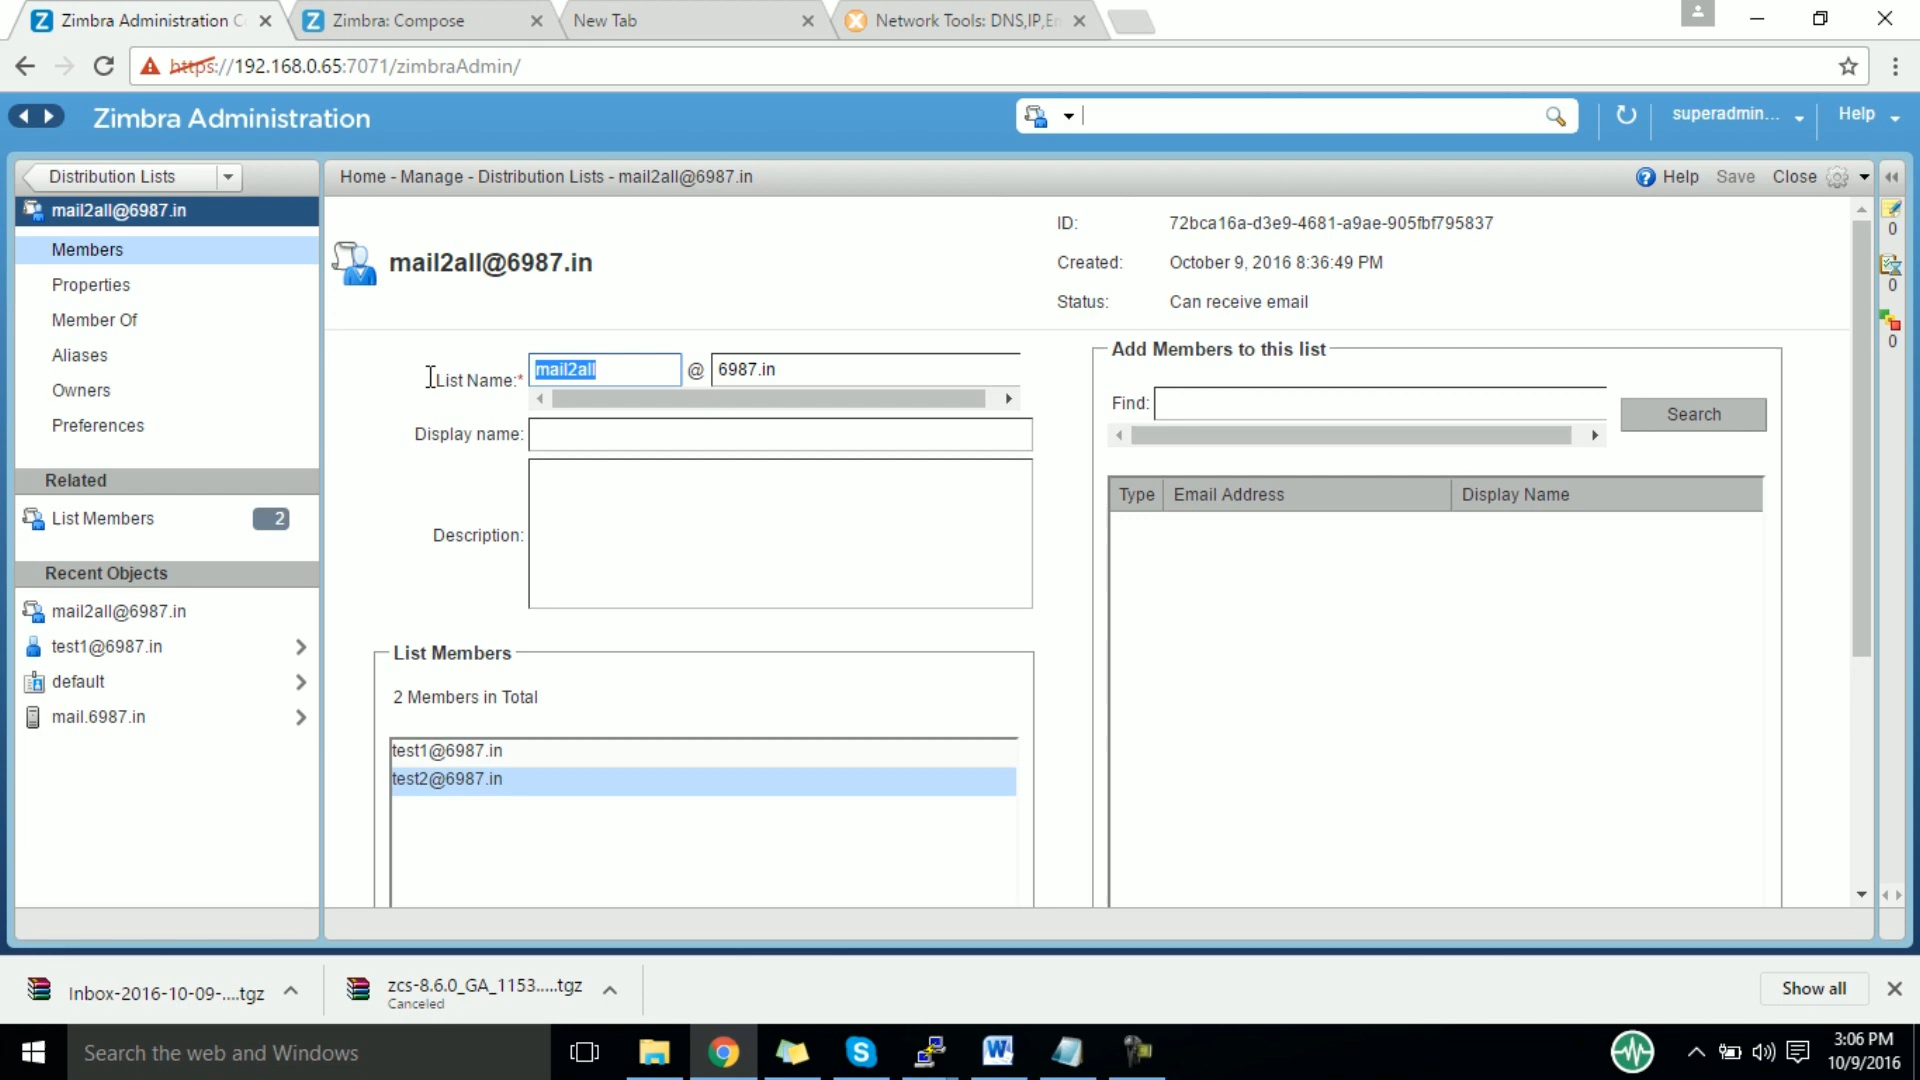 Zimbra Administration C
Zimbra: Compose
New Tab
Network Tools: DNS,IP,Em
https://192.168.0.65:7071/zimbraAdmin/
Zimbra Administration
superadmin...
Help
Distribution Lists
Home - Manage - Distribution Lists - mail2all@6987.in
Help
Save
Close
mail2all@6987.in
Members
Properties
Member Of
Aliases
Owners
Preferences
Related
List Members 2
Recent Objects
mail2all@6987.in
test1@6987.in
default
mail.6987.in
mail2all@6987.in
ID: 72bca16a-d3e9-4681-a9ae-905fbf795837
Created: October 9, 2016 8:36:49 PM
Status: Can receive email
List Name:* mail2all @ 6987.in
Display name:
Description:
List Members
2 Members in Total
test1@6987.in
test2@6987.in
Add Members to this list
Find:
Search
Type Email Address Display Name
0
0
0
Inbox-2016-10-09-....tgz
zcs-8.6.0_GA_1153.....tgz
Canceled
Show all
Search the web and Windows
3:06 PM
10/9/2016